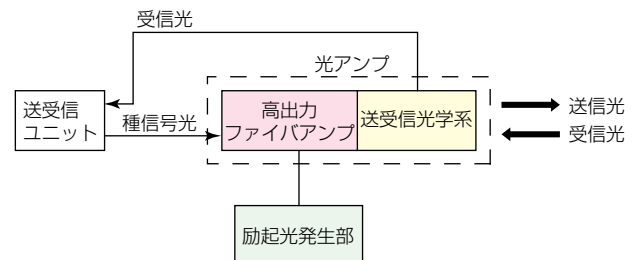 受信光
光アンプ
送受信
ユニット
種信号光
高出力
ファイバアンプ
送受信光学系
送信光
受信光
励起光発生部